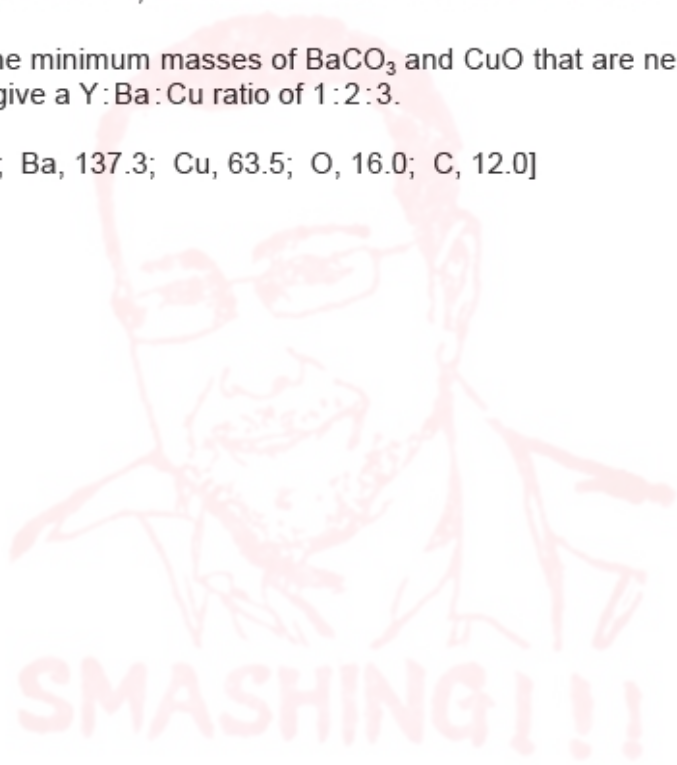 ne minimum masses of BaCO₃ and CuO that are ne
give a Y:Ba:Cu ratio of 1:2:3.
; Ba, 137.3; Cu, 63.5; O, 16.0; C, 12.0]
SMASHING!!!